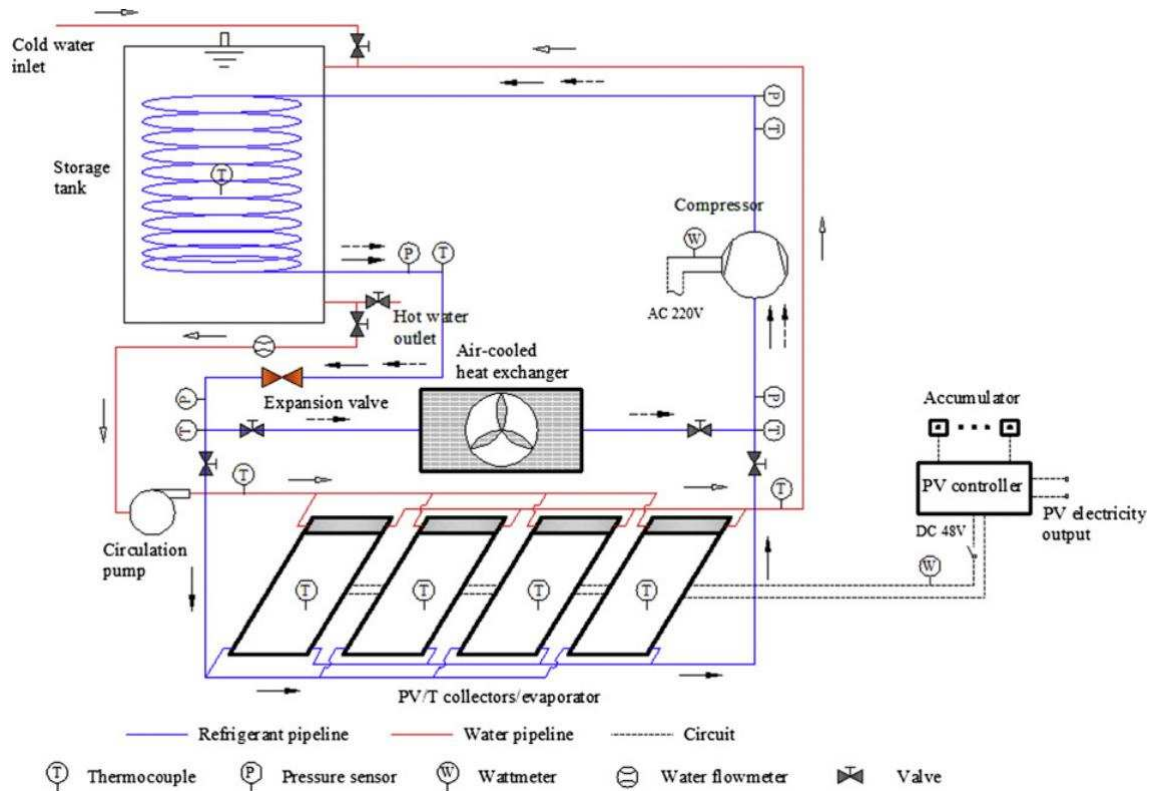 Cold water
inlet
P
T
Storage
tank
T
Compressor
W
P
T
AC 220V
Hot water
outlet
Air-cooled
heat exchanger
P
Expansion valve
P
T
T
Accumulator
PV controller
T
T
PV electricity
output
DC 48V
Circulation
pump
W
T
T
T
T
PV/T collectors/evaporator
Refrigerant pipeline
Water pipeline
Circuit
T Thermocouple
P Pressure sensor
W Wattmeter
Water flowmeter
Valve